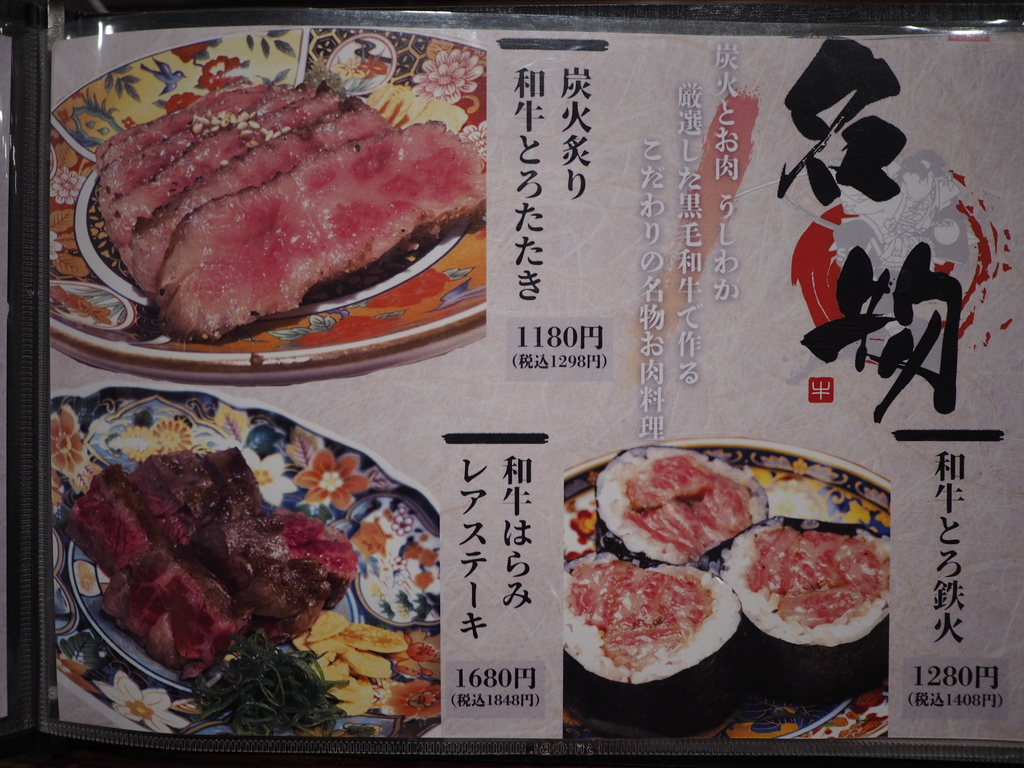 名物
炭火とお肉 うしわか
厳選した黒毛和牛で作る
こだわりの名物お肉料理
炭火炙り
和牛とろたたき
1180円
(税込1298円)
和牛とろ鉄火
1280円
(税込1408円)
和牛はらみ
レアステーキ
1680円
(税込1848円)
牛